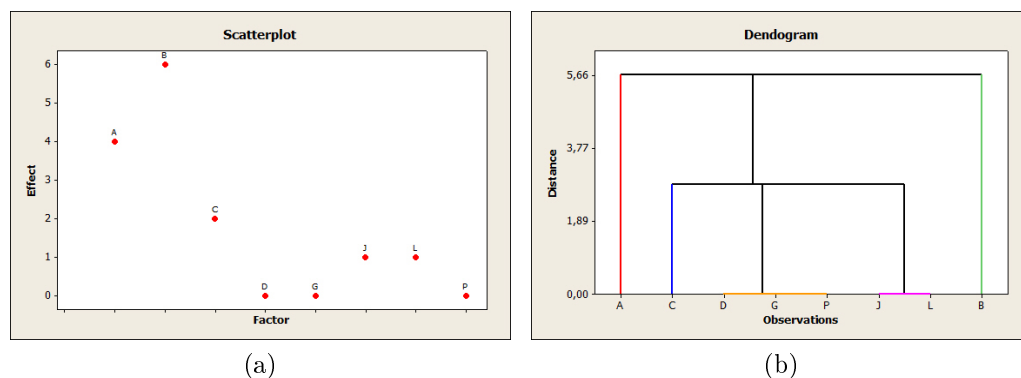 Scatterplot
Effect
6
5
4
3
2
1
0
A
B
C
D
G
J
L
P
Factor
(a)
Dendogram
Distance
5,66
3,77
1,89
0,00
A C D G P J L B
Observations
(b)